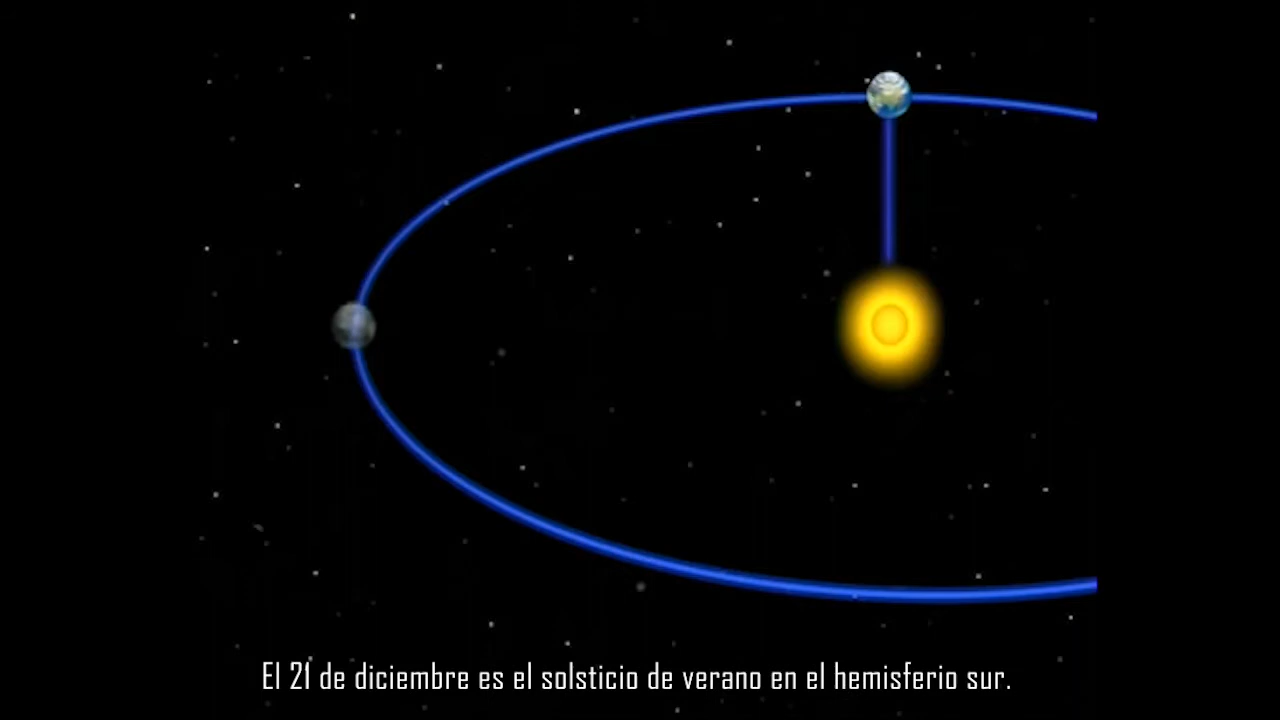 El 21 de diciembre es el solsticio de verano en el hemisferio sur.